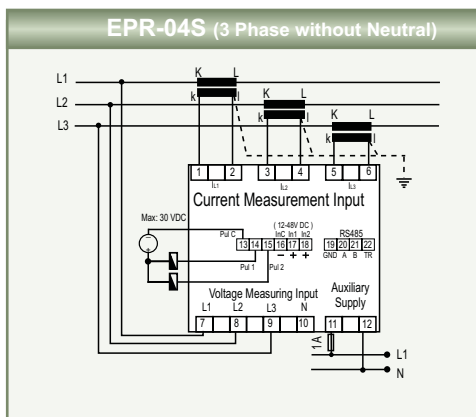 EPR-04S (3 Phase without Neutral)
L1
K L
k l
L2
K L
k l
L3
K L
k l
1 2 3 4 5 6
IL1 IL2 IL3
Current Measurement Input
Max: 30 VDC
( 12-48V DC )
Pul C InC In1 In2 RS485
13 14 15 16 17 18 19 20 21 22
− + + GND A B TR
Pul 1 Pul 2
Voltage Measuring Input
Auxiliary
Supply
L1 L2 L3 N
7 8 9 10 11 12
1 A
L1
N